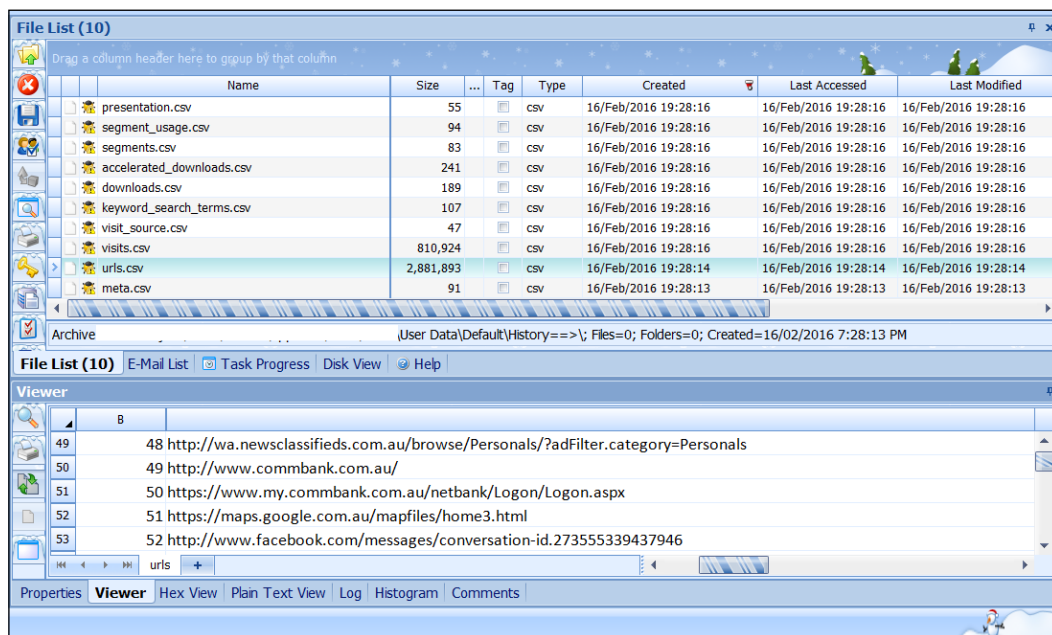 File List (10)
Drag a column header here to group by that column
Name Size ... Tag Type Created Last Accessed Last Modified
presentation.csv 55 csv 16/Feb/2016 19:28:16 16/Feb/2016 19:28:16 16/Feb/2016 19:28:16
segment_usage.csv 94 csv 16/Feb/2016 19:28:16 16/Feb/2016 19:28:16 16/Feb/2016 19:28:16
segments.csv 83 csv 16/Feb/2016 19:28:16 16/Feb/2016 19:28:16 16/Feb/2016 19:28:16
accelerated_downloads.csv 241 csv 16/Feb/2016 19:28:16 16/Feb/2016 19:28:16 16/Feb/2016 19:28:16
downloads.csv 189 csv 16/Feb/2016 19:28:16 16/Feb/2016 19:28:16 16/Feb/2016 19:28:16
keyword_search_terms.csv 107 csv 16/Feb/2016 19:28:16 16/Feb/2016 19:28:16 16/Feb/2016 19:28:16
visit_source.csv 47 csv 16/Feb/2016 19:28:16 16/Feb/2016 19:28:16 16/Feb/2016 19:28:16
visits.csv 810,924 csv 16/Feb/2016 19:28:16 16/Feb/2016 19:28:16 16/Feb/2016 19:28:16
urls.csv 2,881,893 csv 16/Feb/2016 19:28:14 16/Feb/2016 19:28:14 16/Feb/2016 19:28:14
meta.csv 91 csv 16/Feb/2016 19:28:13 16/Feb/2016 19:28:13 16/Feb/2016 19:28:13
Archive \User Data\Default\History==>\; Files=0; Folders=0; Created=16/02/2016 7:28:13 PM
File List (10) E-Mail List Task Progress Disk View Help
Viewer
B
49 48 http://wa.newsclassifieds.com.au/browse/Personals/?adFilter.category=Personals
50 49 http://www.commbank.com.au/
51 50 https://www.my.commbank.com.au/netbank/Logon/Logon.aspx
52 51 https://maps.google.com.au/mapfiles/home3.html
53 52 http://www.facebook.com/messages/conversation-id.273555339437946
urls
Properties Viewer Hex View Plain Text View Log Histogram Comments